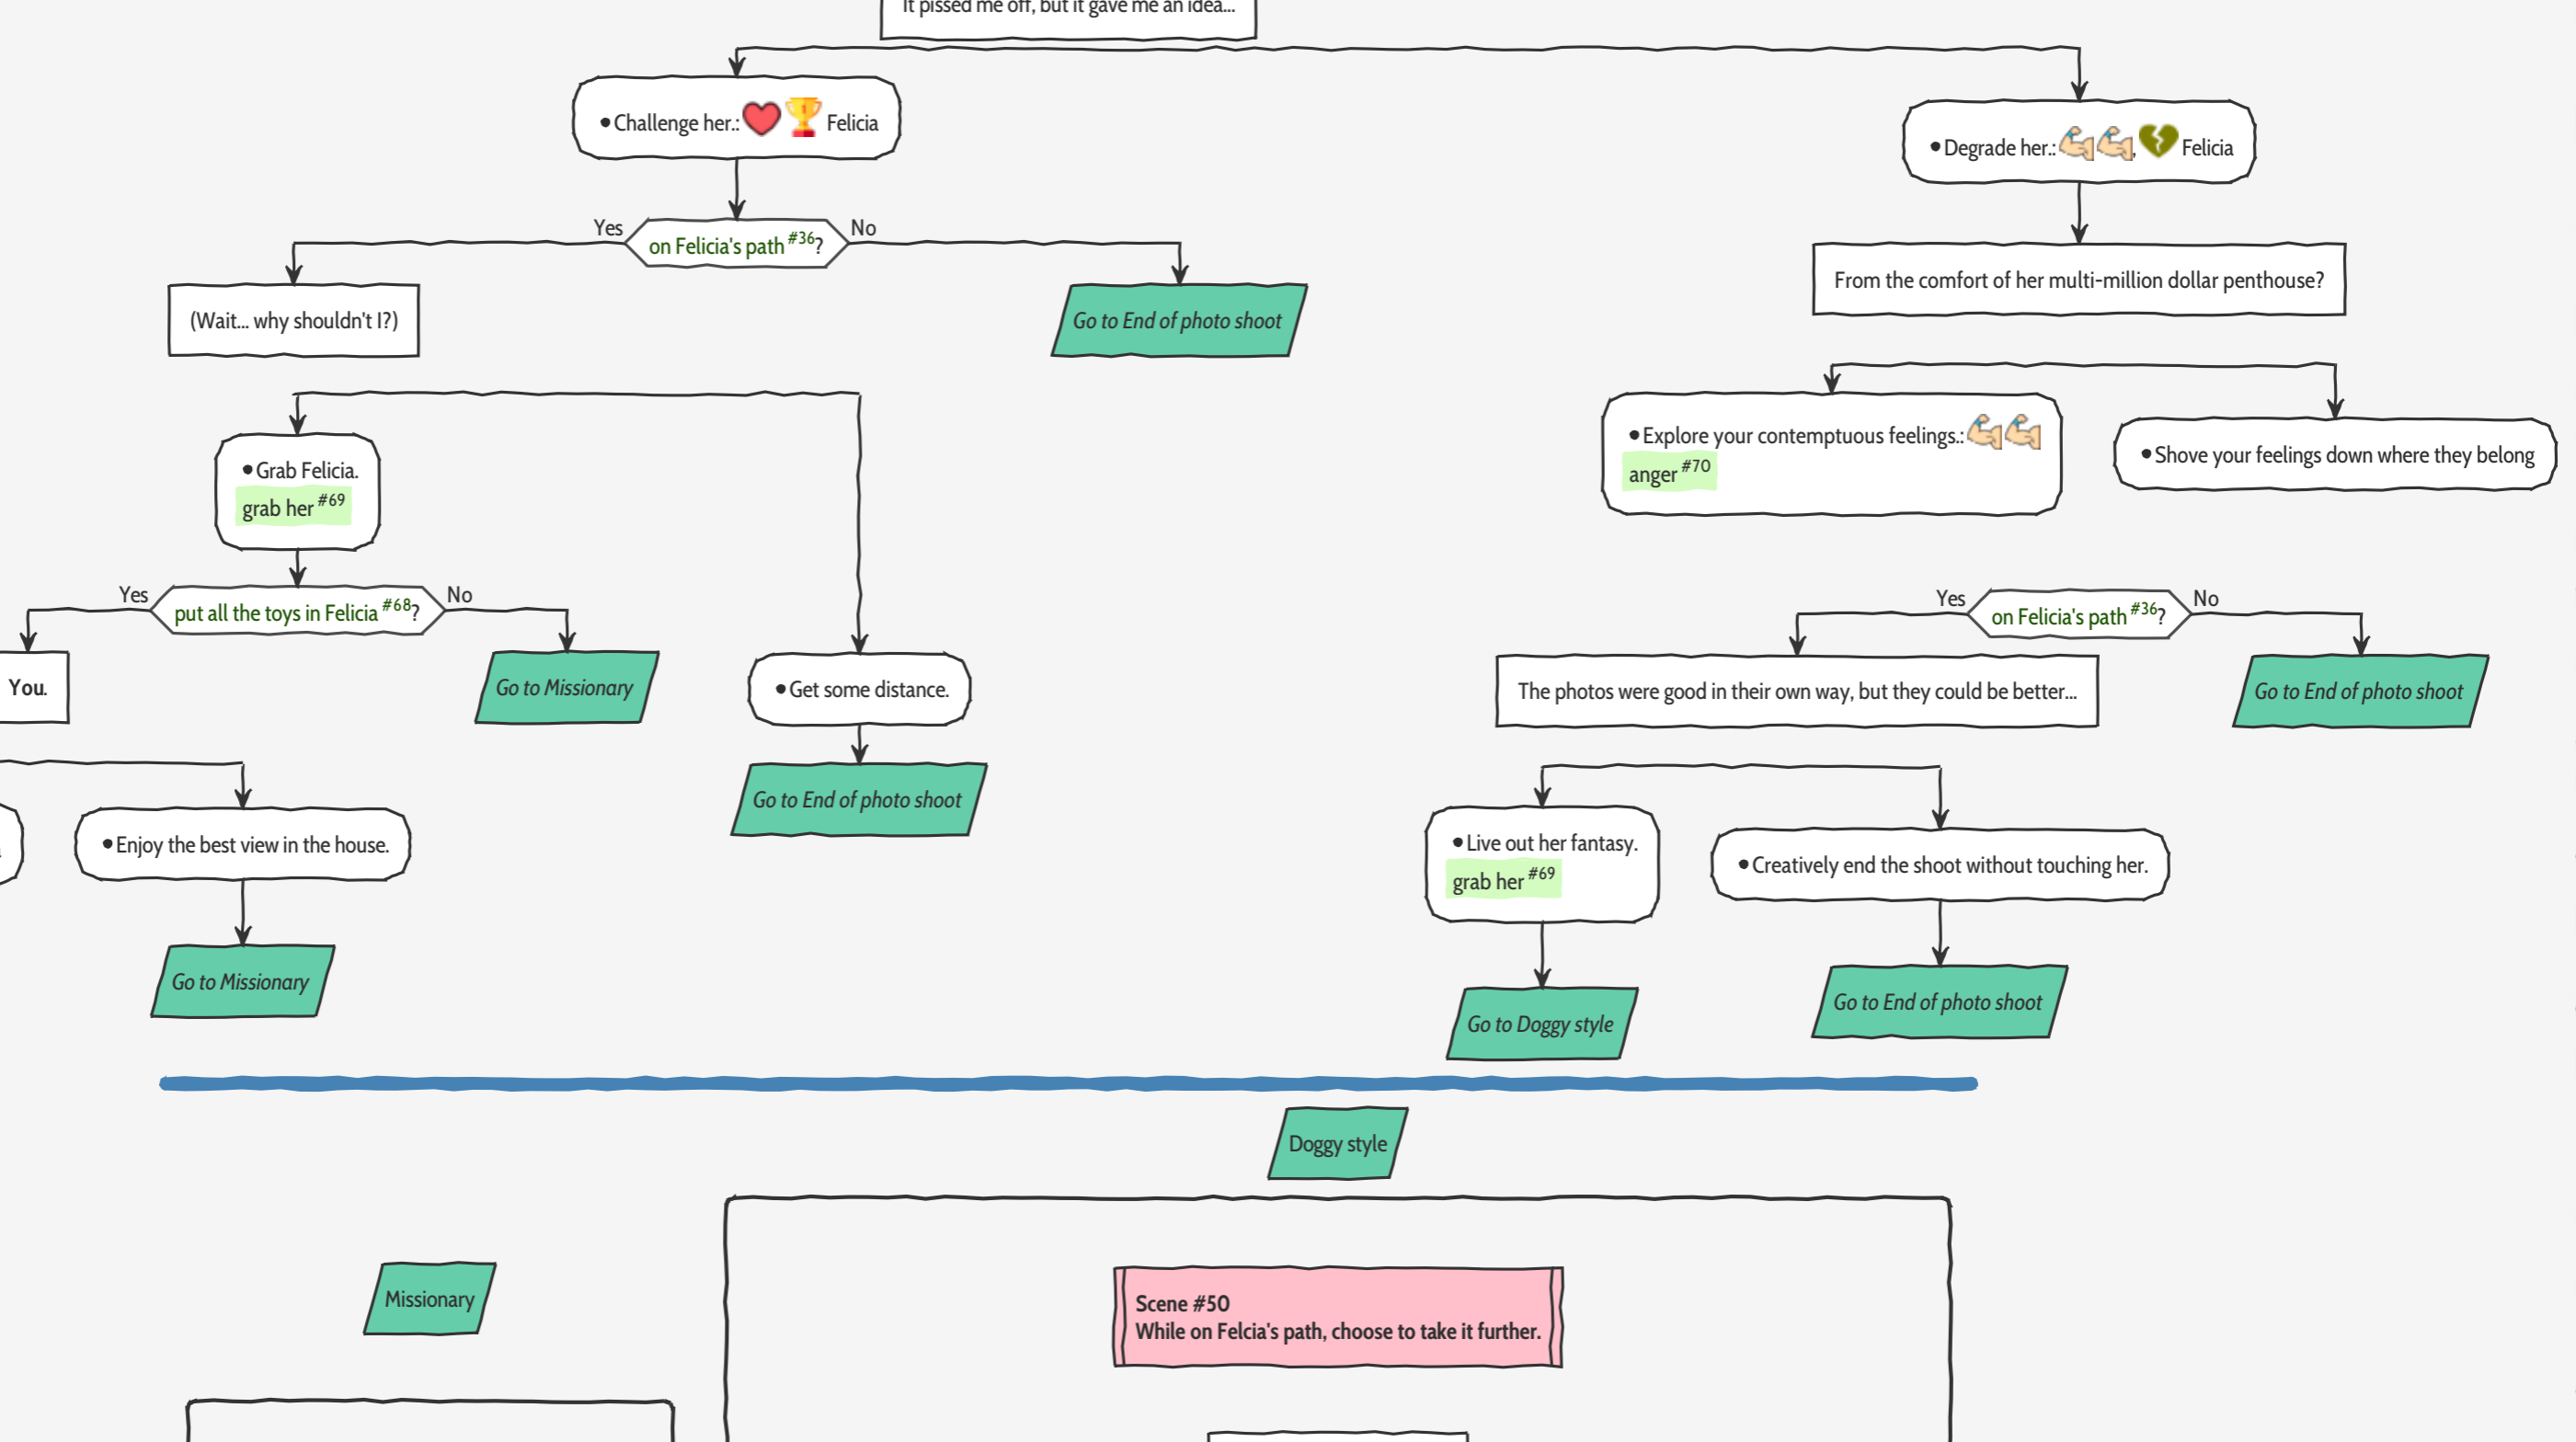 It pissed me off, but it gave me an idea...
•Challenge her.: Felicia
•Degrade her.: , Felicia
Yes
on Felicia's path #36?
No
From the comfort of her multi-million dollar penthouse?
(Wait... why shouldn't I?)
Go to End of photo shoot
•Explore your contemptuous feelings.:
anger #70
•Shove your feelings down where they belong
•Grab Felicia.
grab her #69
Yes
put all the toys in Felicia #68?
No
Yes
on Felicia's path #36?
No
You.
Go to Missionary
•Get some distance.
The photos were good in their own way, but they could be better...
Go to End of photo shoot
Go to End of photo shoot
•Enjoy the best view in the house.
•Live out her fantasy.
grab her #69
•Creatively end the shoot without touching her.
Go to Missionary
Go to Doggy style
Go to End of photo shoot
Doggy style
Missionary
Scene #50
While on Felcia's path, choose to take it further.